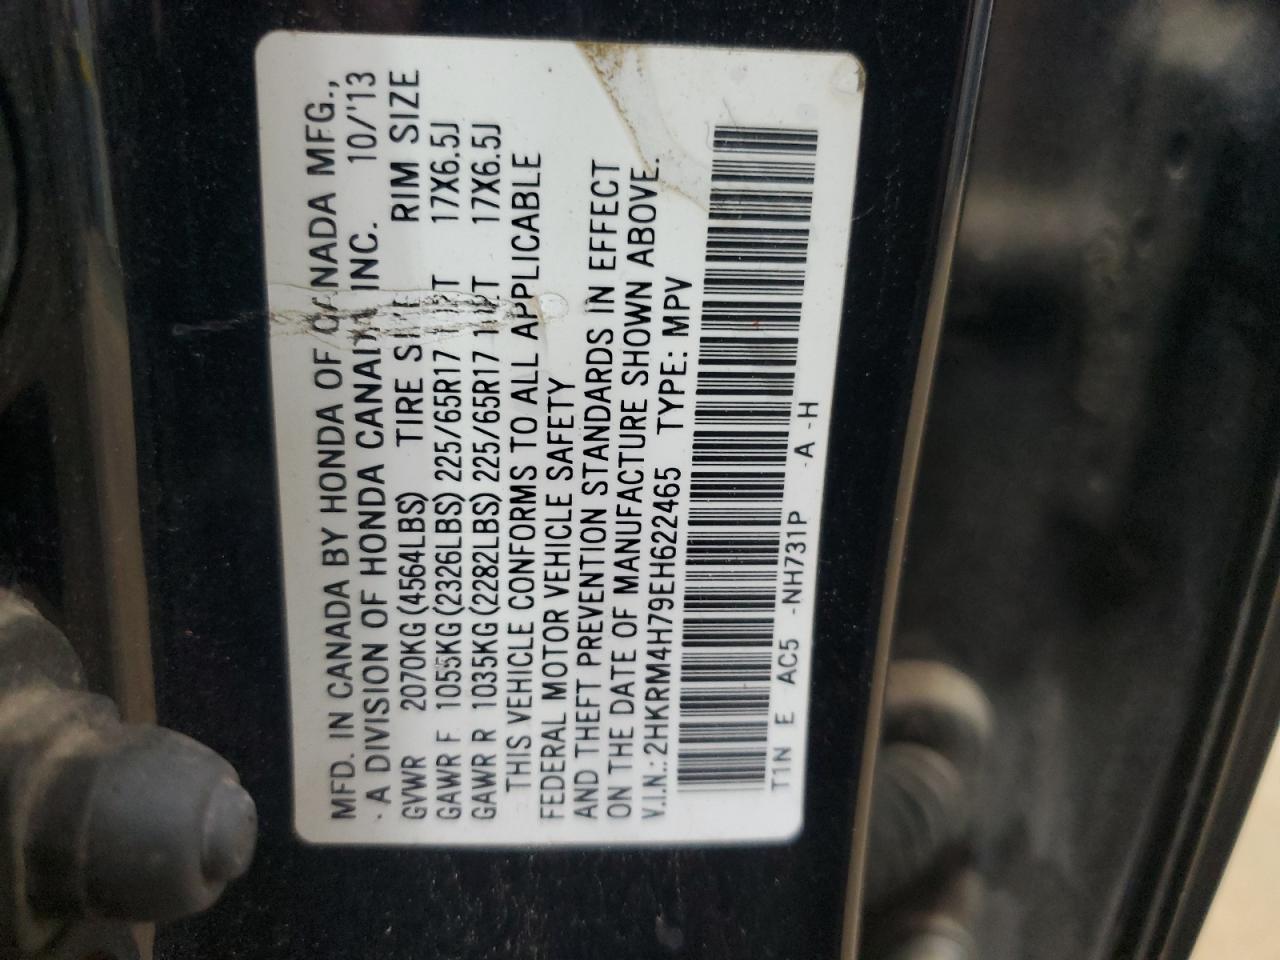 MFD. IN CANADA BY HONDA OF CANADA MFG.,
A DIVISION OF HONDA CANADA INC. 10/'13
GVWR 2070KG(4564LBS) TIRE SIZE RIM SIZE
GAWR F 1055KG(2326LBS) 225/65R17 17X6.5J
GAWR R 1035KG(2282LBS) 225/65R17 17X6.5J
THIS VEHICLE CONFORMS TO ALL APPLICABLE
FEDERAL MOTOR VEHICLE SAFETY
AND THEFT PREVENTION STANDARDS IN EFFECT
ON THE DATE OF MANUFACTURE SHOWN ABOVE.
V.I.N.: 2HKRM4H79EH622465 TYPE: MPV
T1N E AC5 -NH731P -A -H